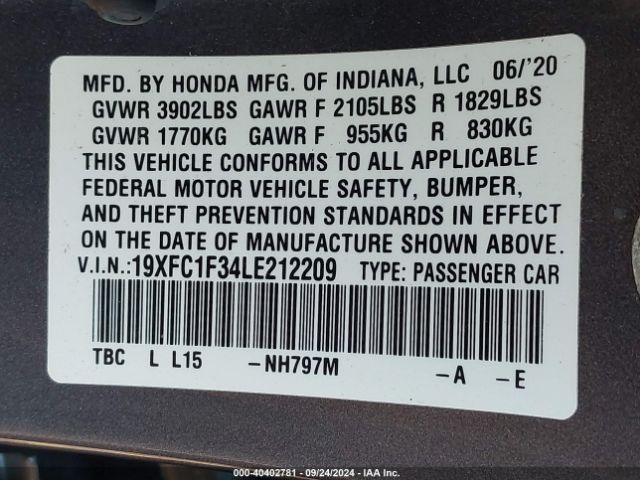 MFD. BY HONDA MFG. OF INDIANA, LLC 06/'20
GVWR 3902LBS GAWR F 2105LBS R 1829LBS
GVWR 1770KG GAWR F 955KG R 830KG
THIS VEHICLE CONFORMS TO ALL APPLICABLE
FEDERAL MOTOR VEHICLE SAFETY, BUMPER,
AND THEFT PREVENTION STANDARDS IN EFFECT
ON THE DATE OF MANUFACTURE SHOWN ABOVE.
V.I.N.:19XFC1F34LE212209 TYPE: PASSENGER CAR
TBC L L15 -NH797M -A -E
000-40402781 - 09/24/2024 - IAA Inc.